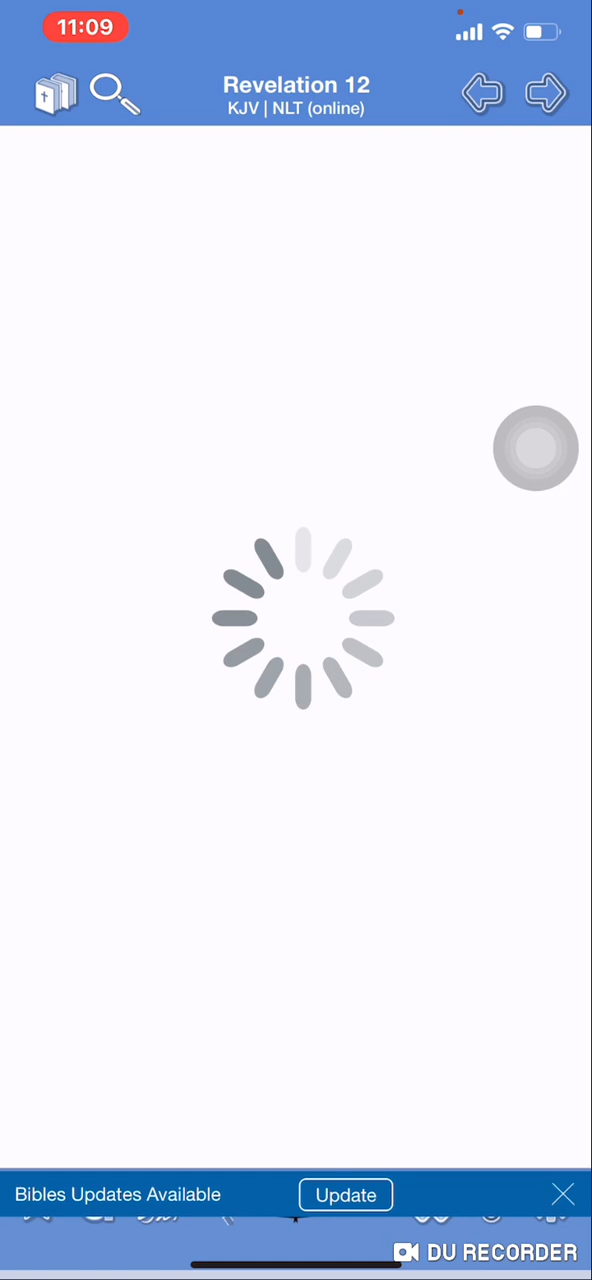 11:09
Revelation 12
KJV | NLT (online)
Bibles Updates Available
Update
DU RECORDER